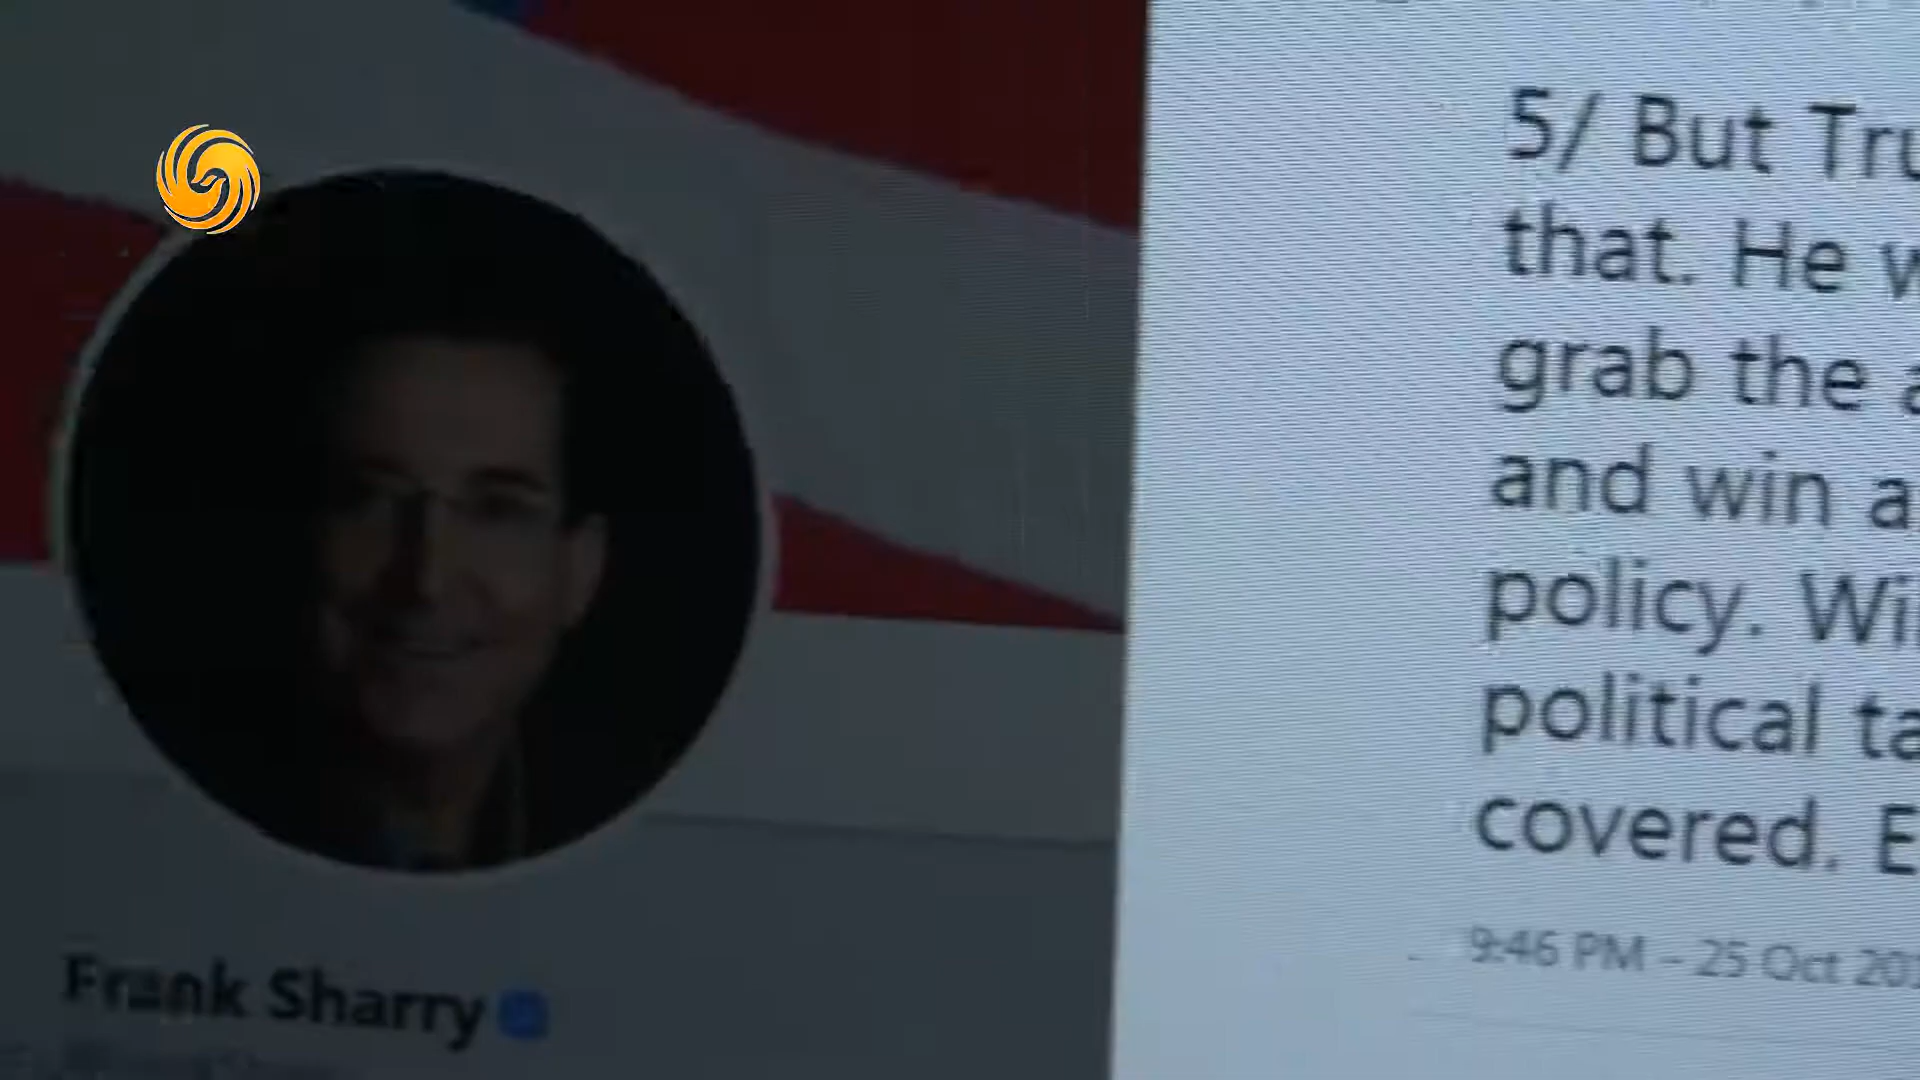 Frank Sharry
5/ But Tru
that. He w
grab the a
and win a
policy. Wi
political ta
covered. E
9:46 PM – 25 Oct 201